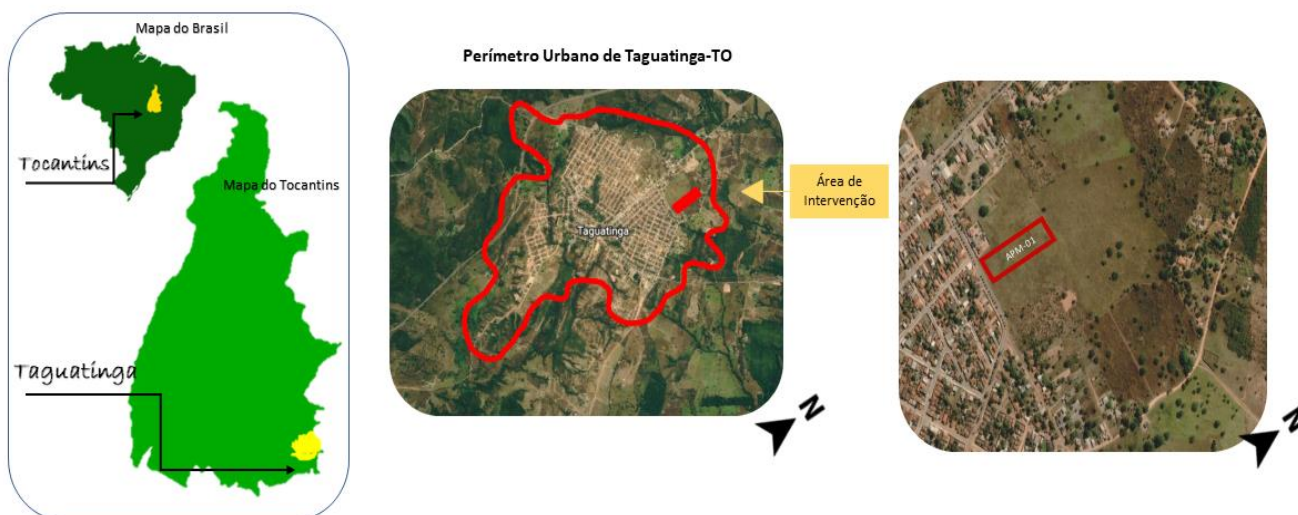 Mapa do Brasil
Tocantins
Mapa do Tocantins
Taguatinga
Perímetro Urbano de Taguatinga-TO
Taguatinga
Área de
Intervenção
N
APM-01
N